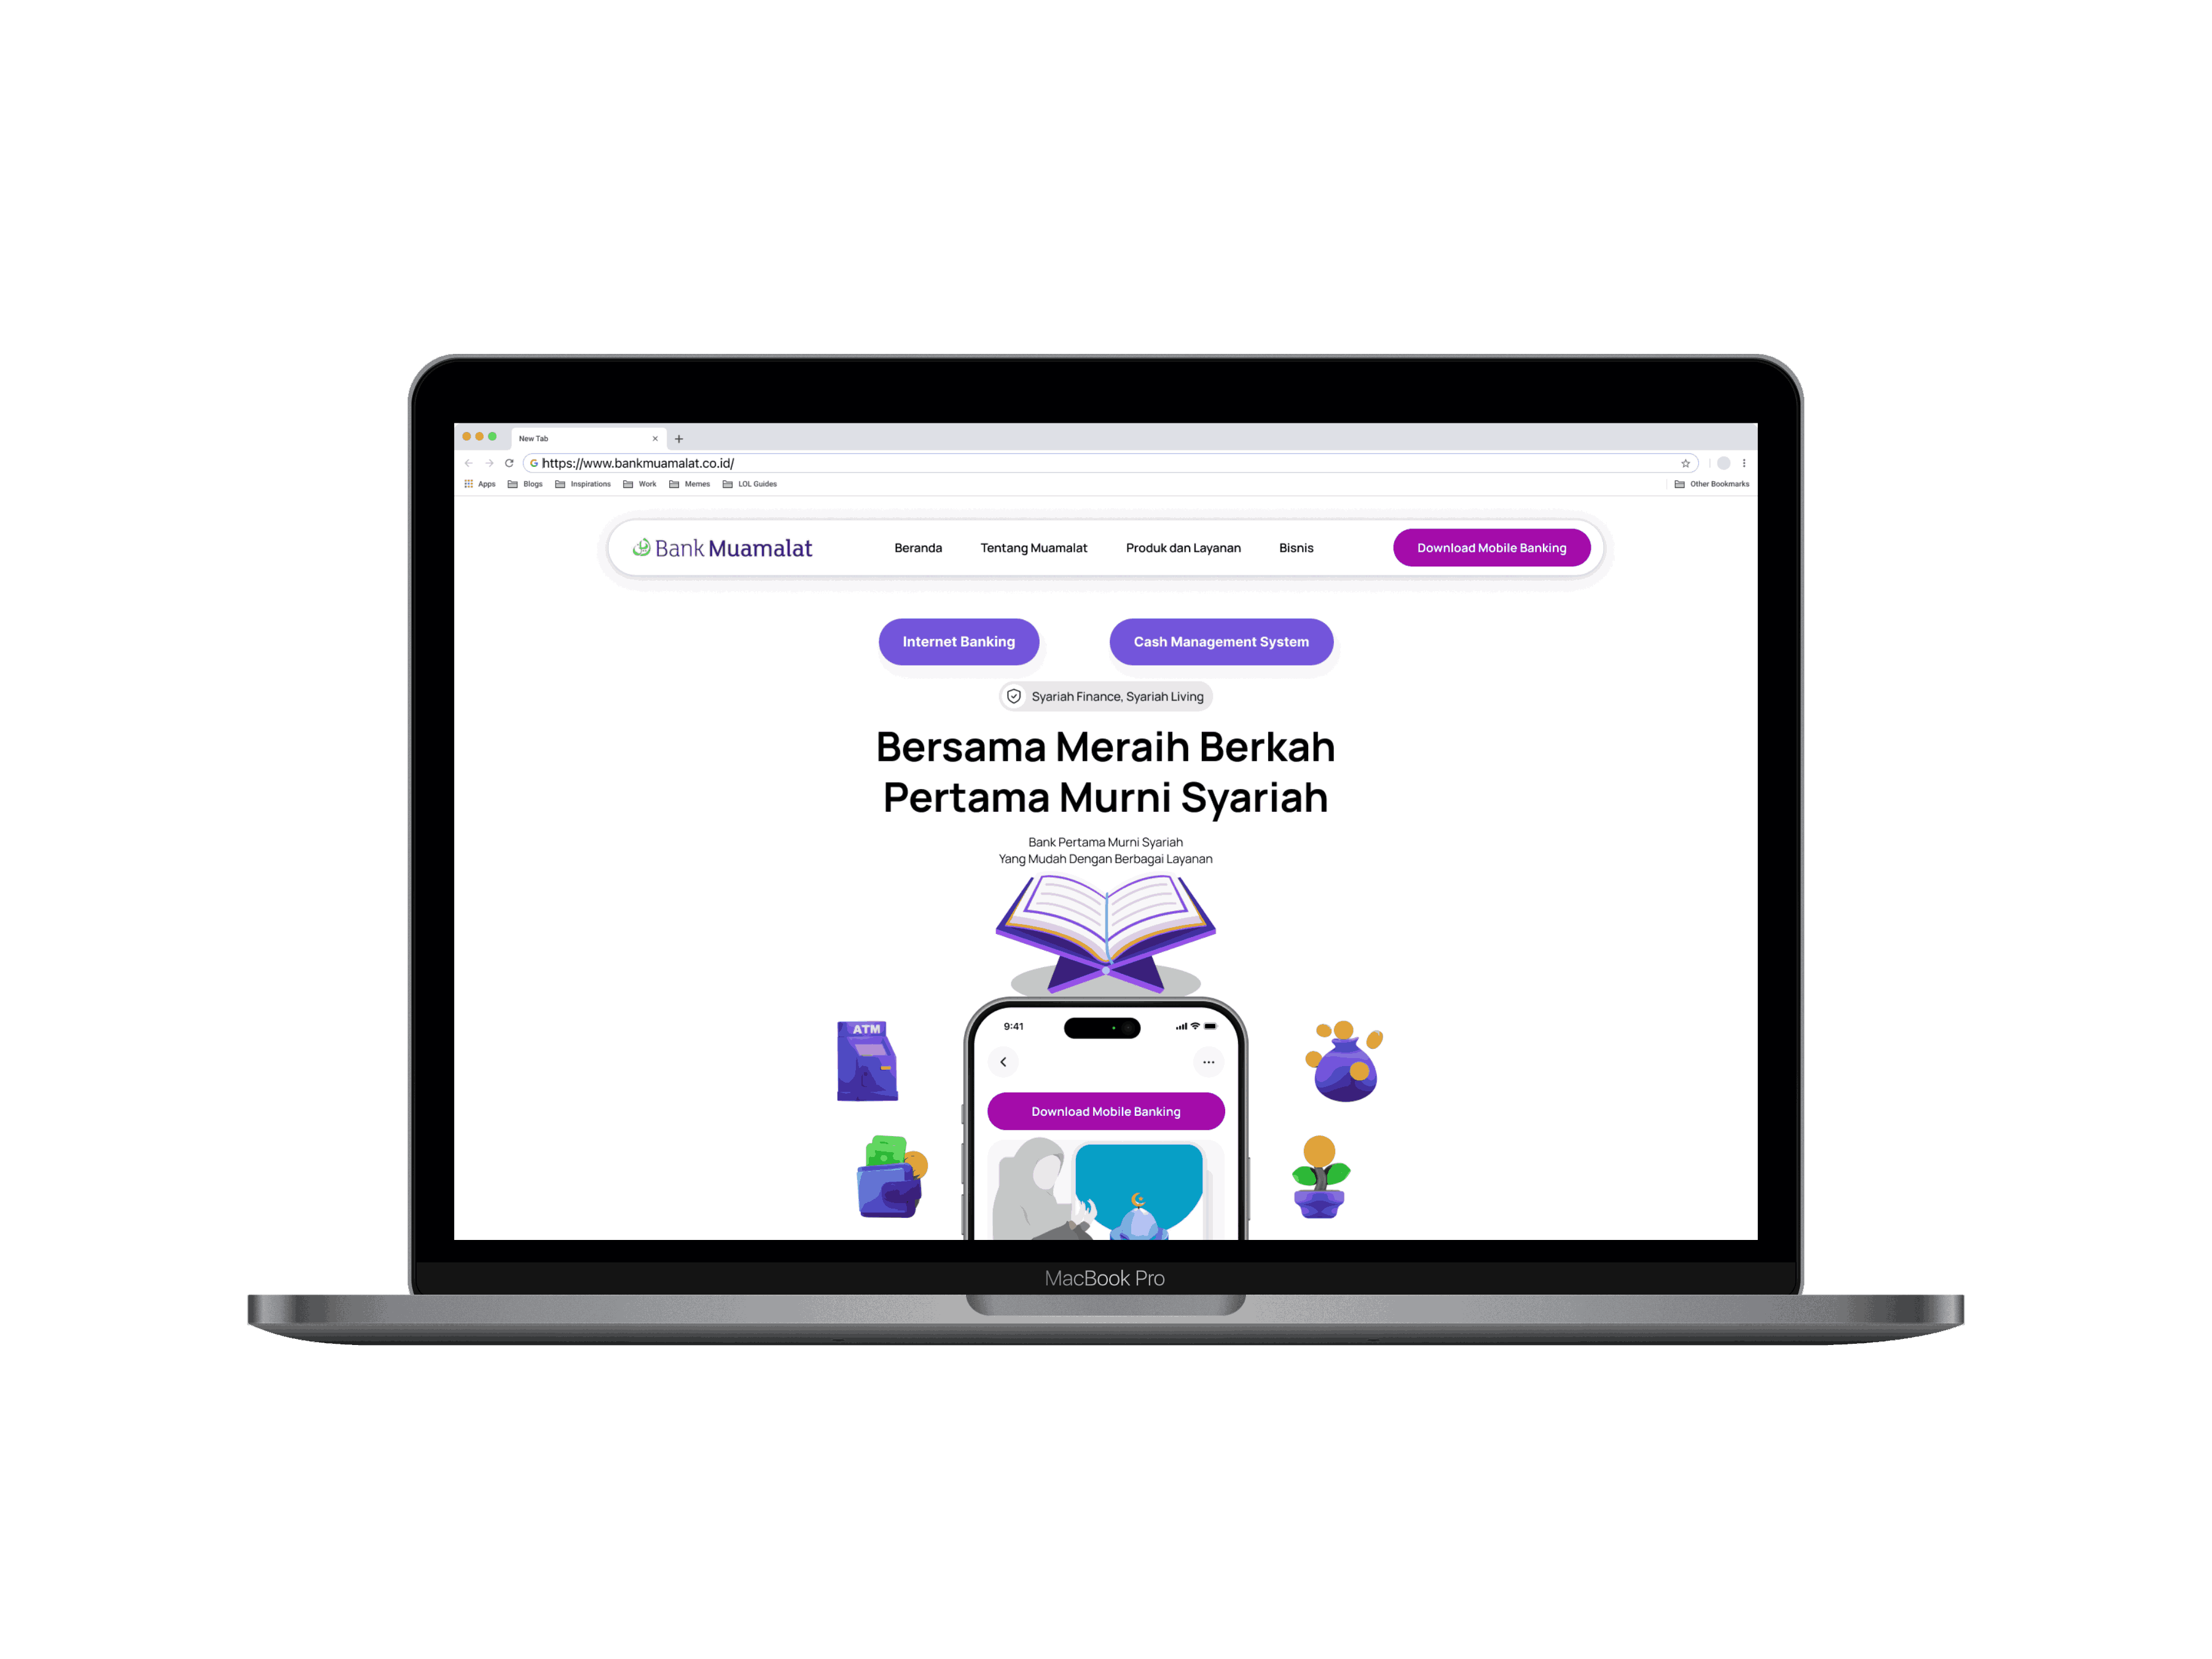 New Tab
https://www.bankmuamalat.co.id/
Apps Blogs Inspirations Work Memes LOL Guides Other Bookmarks
Bank Muamalat Beranda Tentang Muamalat Produk dan Layanan Bisnis Download Mobile Banking
Internet Banking Cash Management System
Syariah Finance, Syariah Living
Bersama Meraih Berkah
Pertama Murni Syariah
Bank Pertama Murni Syariah
Yang Mudah Dengan Berbagai Layanan
ATM
9:41
Download Mobile Banking
MacBook Pro